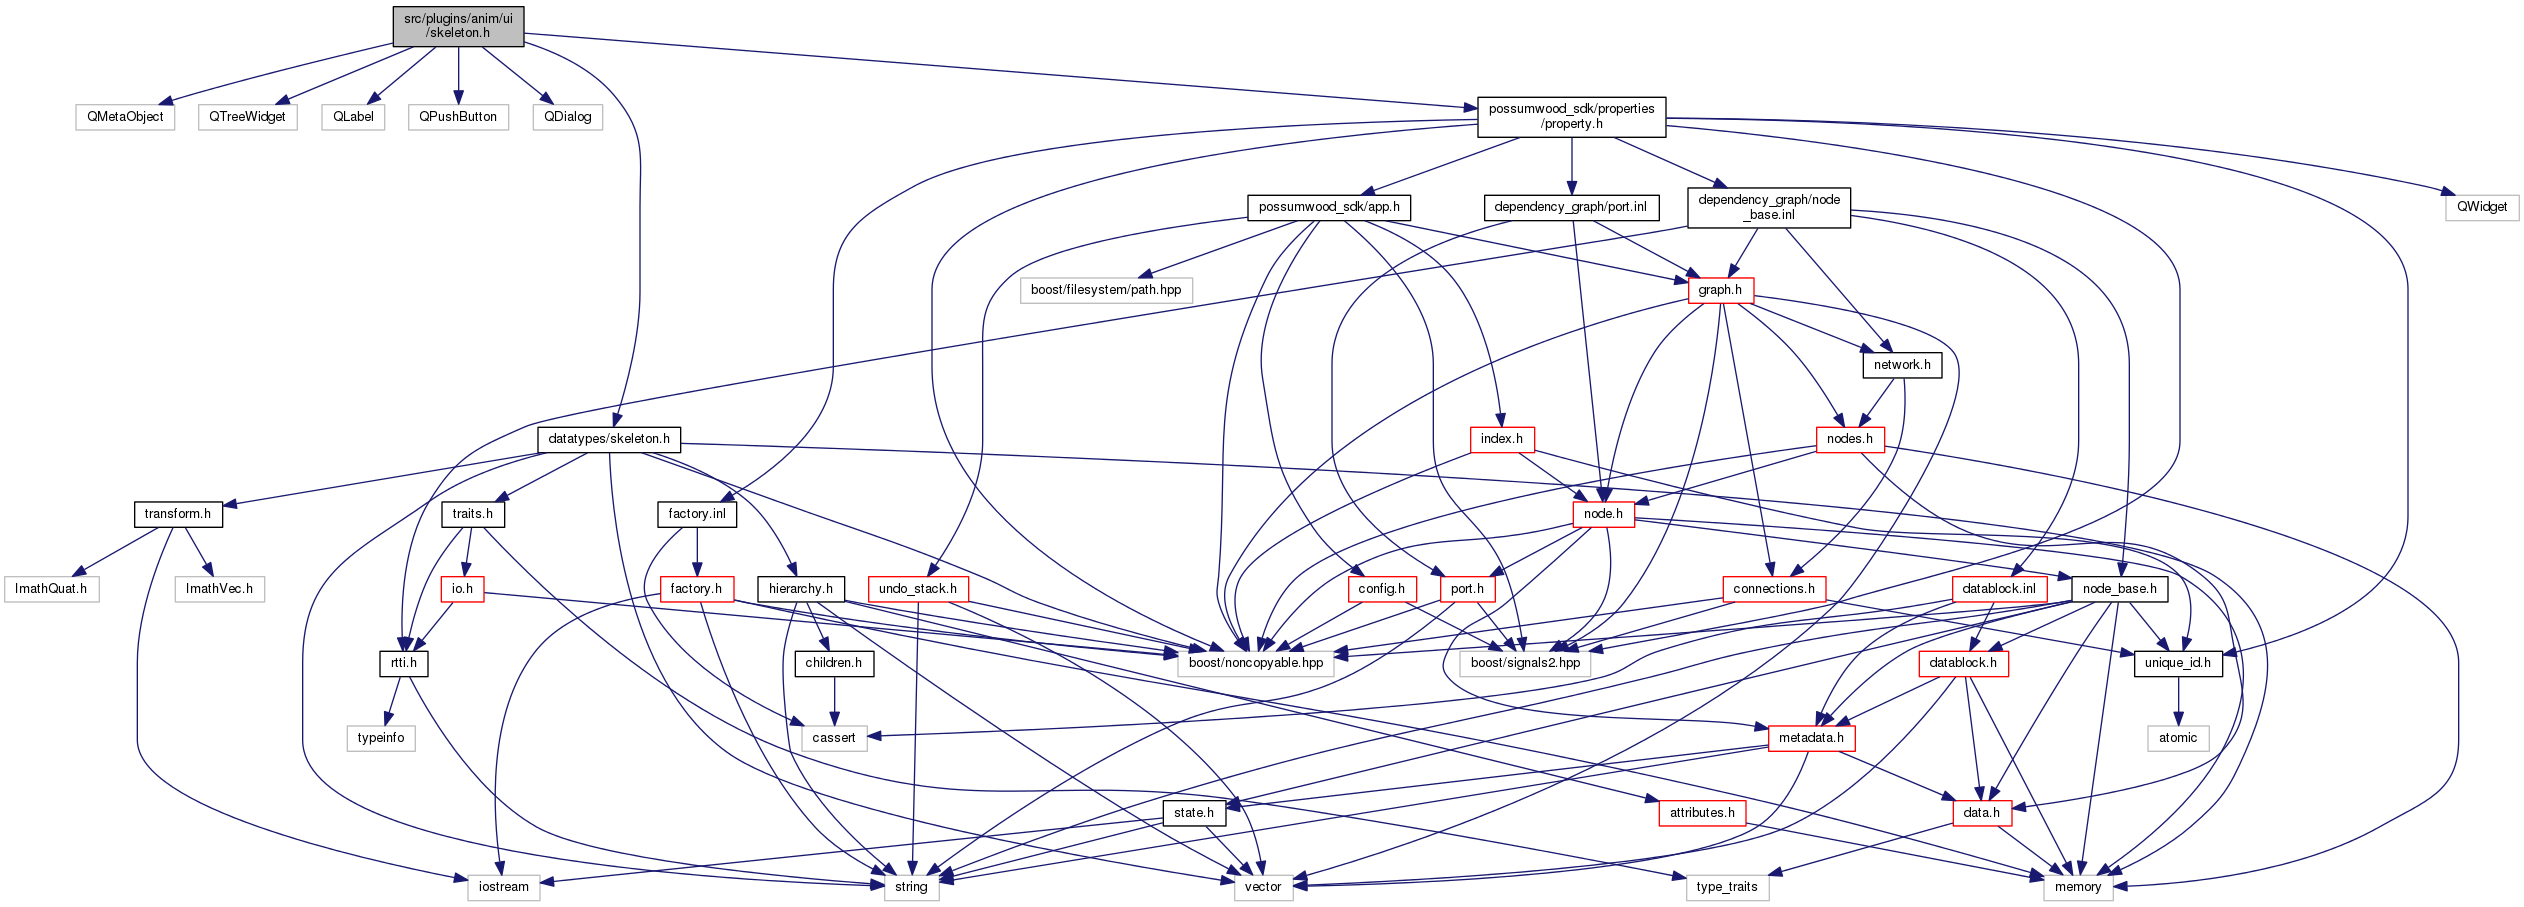 src/plugins/anim/ui
/skeleton.h
QMetaObject
QTreeWidget
QLabel
QPushButton
QDialog
possumwood_sdk/properties
/property.h
possumwood_sdk/app.h
dependency_graph/port.inl
dependency_graph/node
_base.inl
QWidget
boost/filesystem/path.hpp
graph.h
network.h
datatypes/skeleton.h
index.h
nodes.h
transform.h
traits.h
factory.inl
node.h
ImathQuat.h
ImathVec.h
io.h
factory.h
hierarchy.h
undo_stack.h
config.h
port.h
connections.h
datablock.inl
node_base.h
rtti.h
children.h
boost/noncopyable.hpp
boost/signals2.hpp
datablock.h
unique_id.h
typeinfo
cassert
metadata.h
atomic
state.h
attributes.h
data.h
iostream
string
vector
type_traits
memory